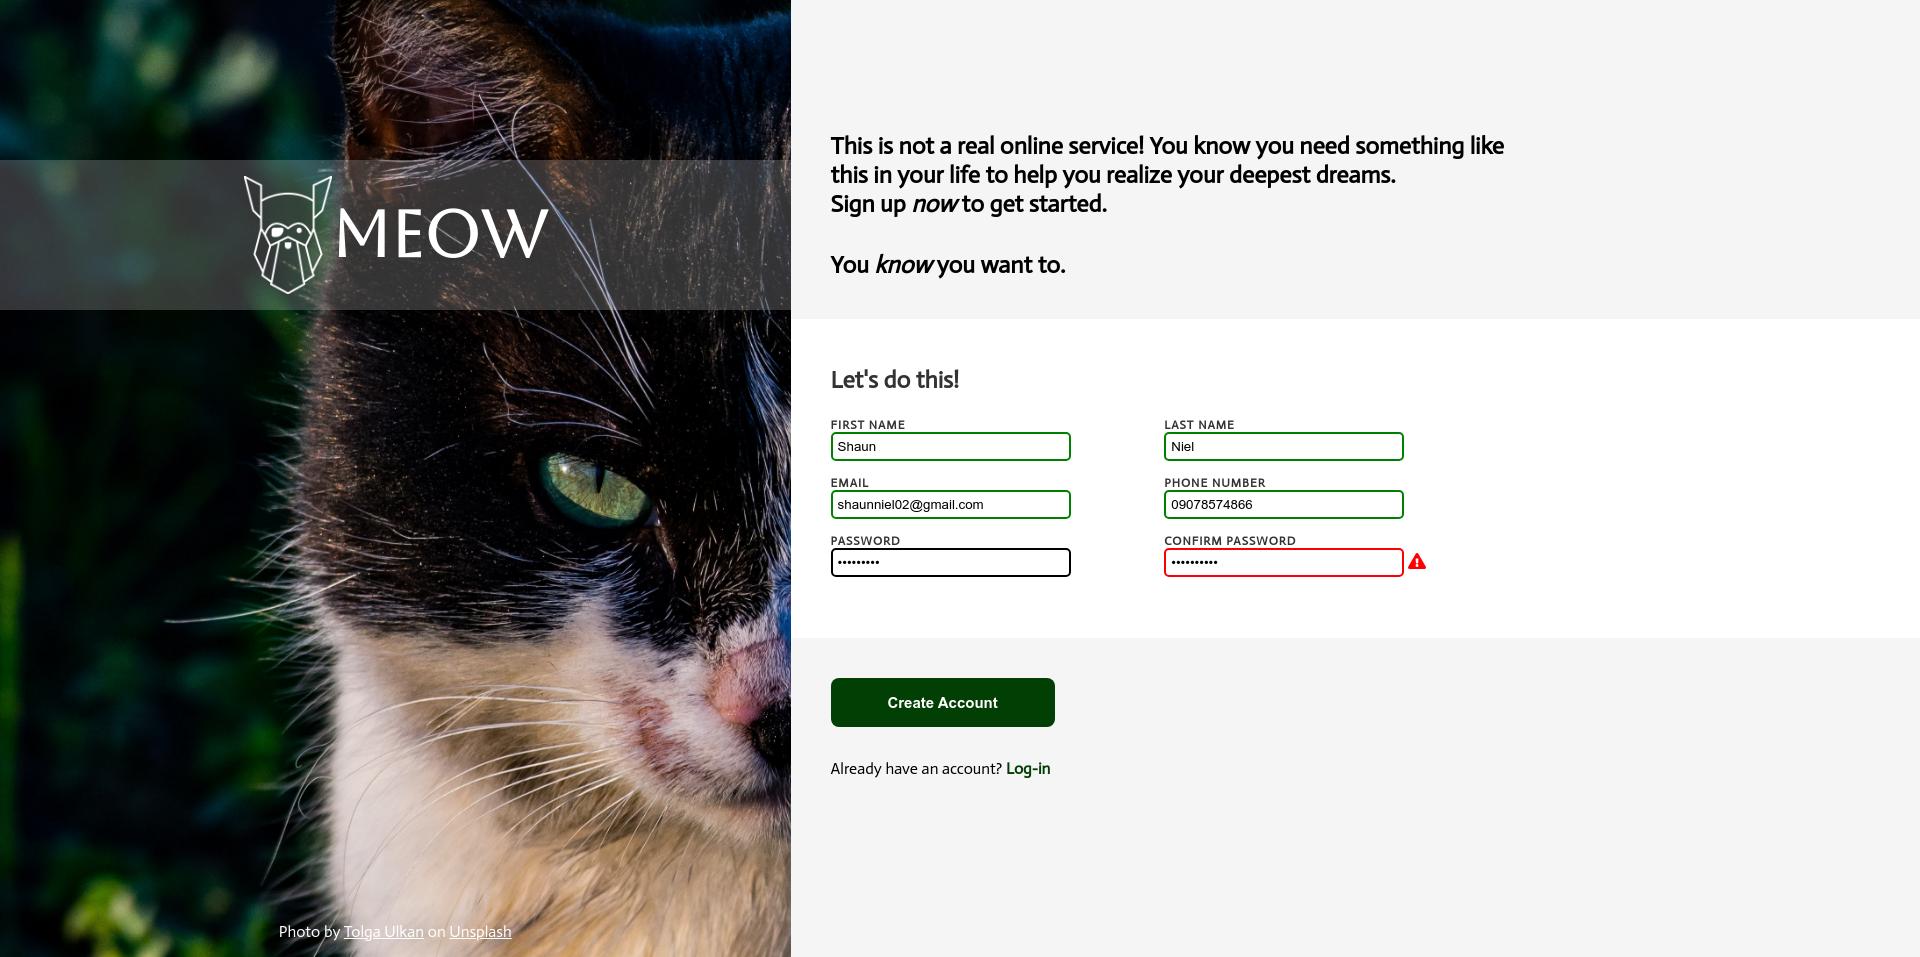 MEOW
Photo by Tolga Ulkan on Unsplash
This is not a real online service! You know you need something like
this in your life to help you realize your deepest dreams.
Sign up now to get started.
You know you want to.
Let's do this!
FIRST NAME
Shaun
LAST NAME
Niel
EMAIL
shaunniel02@gmail.com
PHONE NUMBER
09078574866
PASSWORD
•••••••••
CONFIRM PASSWORD
••••••••••
Create Account
Already have an account? Log-in